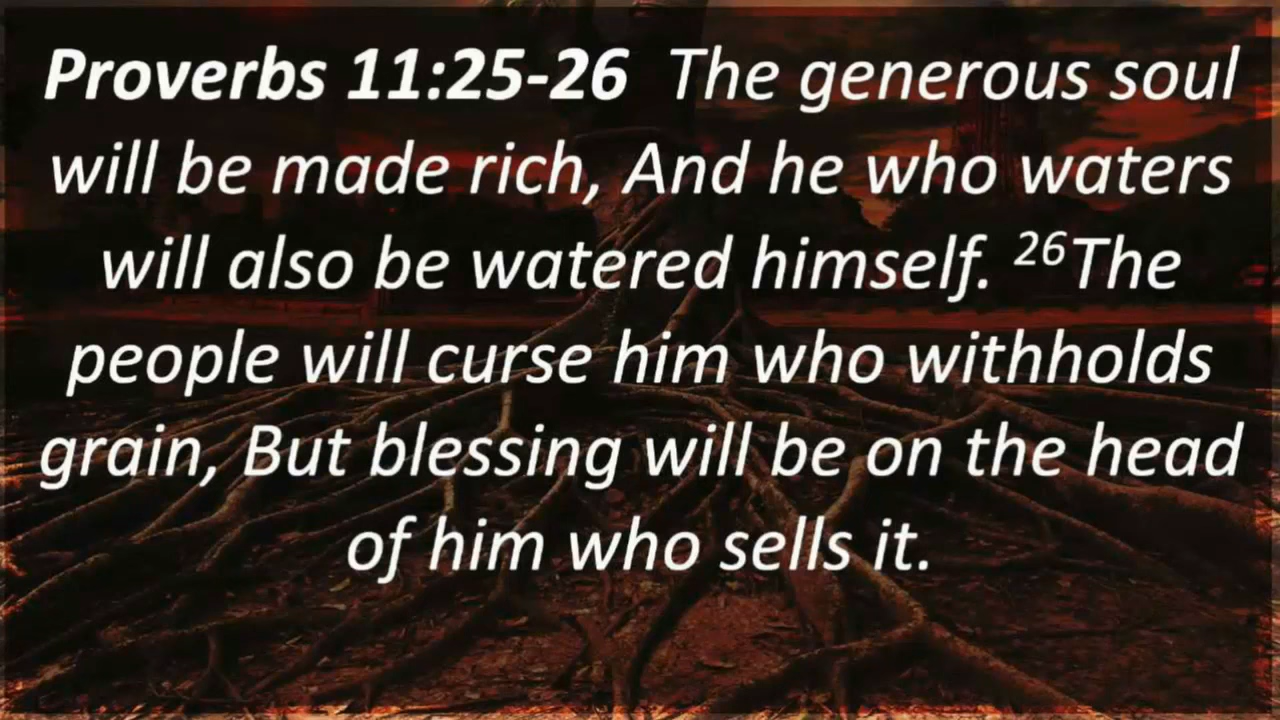 Proverbs 11:25-26 The generous soul
will be made rich, And he who waters
will also be watered himself. 26The
people will curse him who withholds
grain, But blessing will be on the head
of him who sells it.